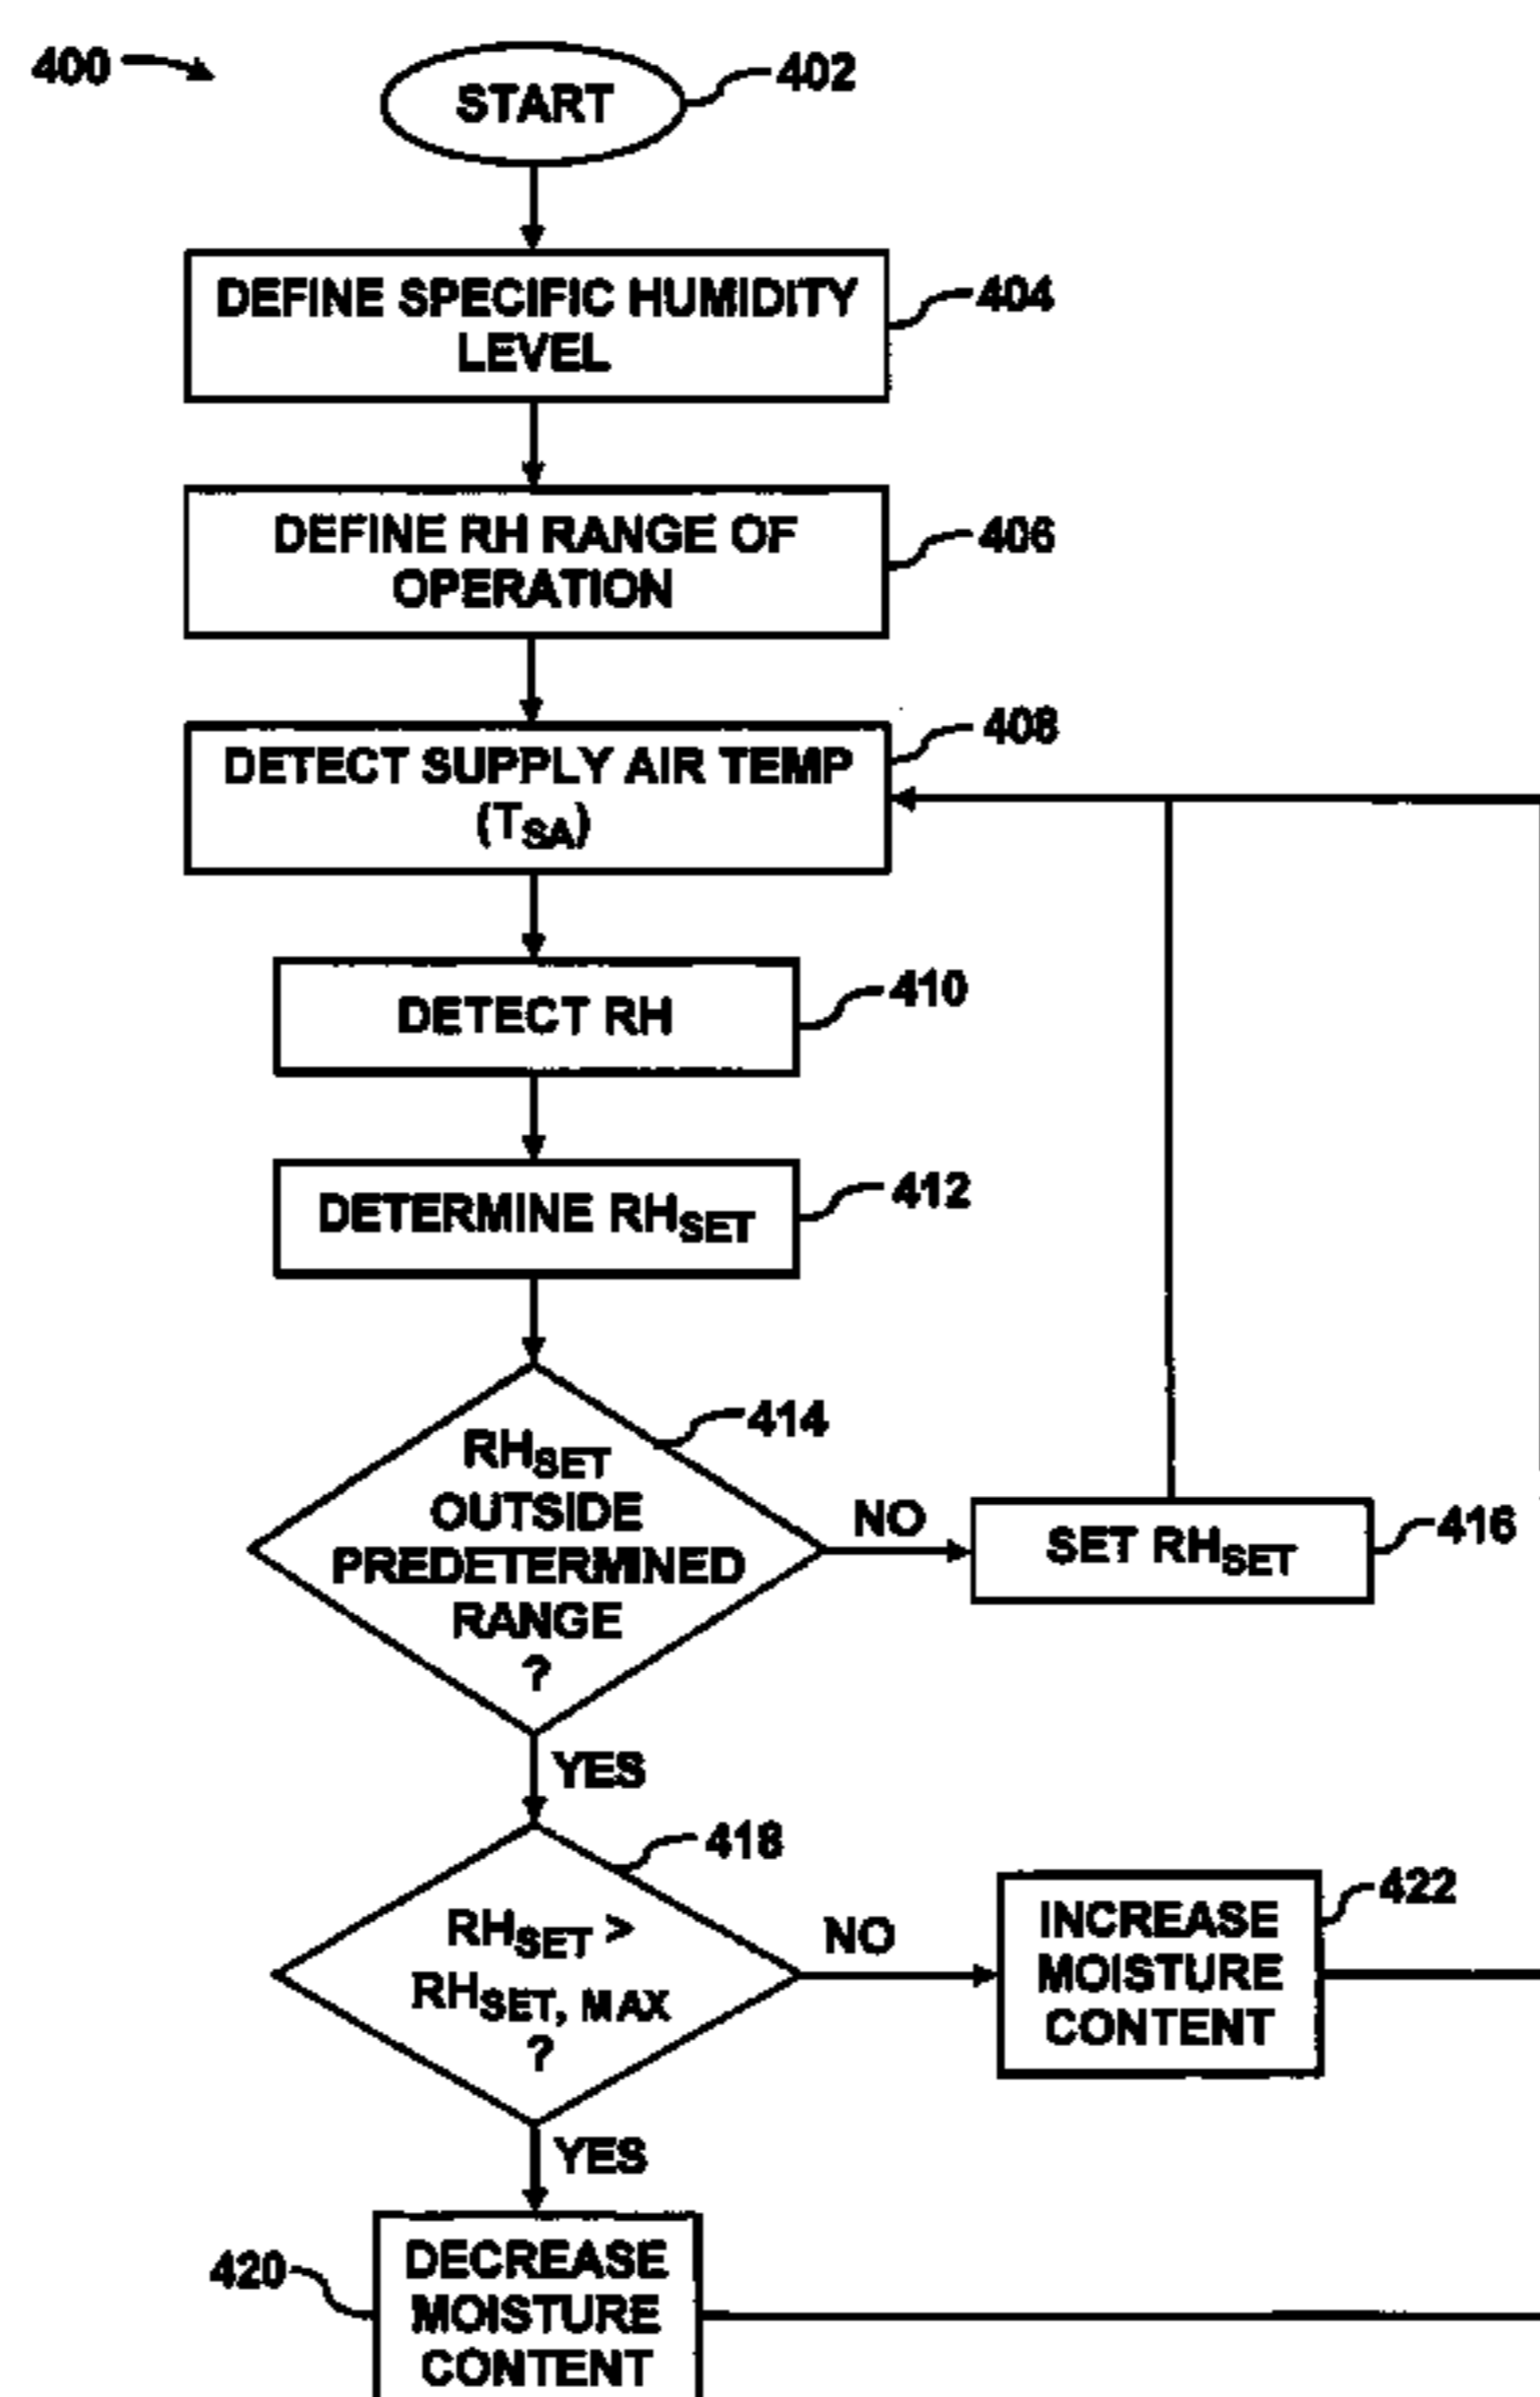 400
START
402
DEFINE SPECIFIC HUMIDITY
LEVEL
404
DEFINE RH RANGE OF
OPERATION
406
DETECT SUPPLY AIR TEMP
(TSA)
408
DETECT RH
410
DETERMINE RHSET
412
RHSET
OUTSIDE
PREDETERMINED
RANGE
?
414
NO
SET RHSET
416
YES
RHSET >
RHSET, MAX
?
418
NO
INCREASE
MOISTURE
CONTENT
422
YES
DECREASE
MOISTURE
CONTENT
420